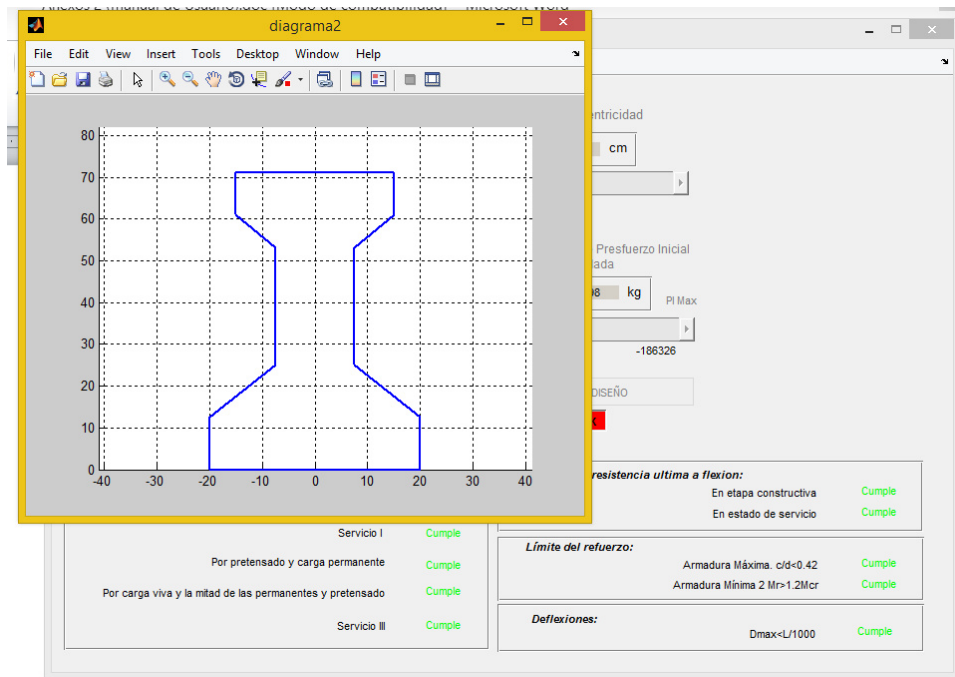 diagrama2
File Edit View Insert Tools Desktop Window Help
80
70
60
50
40
30
20
10
0
-40 -30 -20 -10 0 10 20 30 40
cm
Presfuerzo Inicial
kg
PI Max
-186326
DISEÑO
resistencia ultima a flexion:
En etapa constructiva Cumple
En estado de servicio Cumple
Servicio I Cumple
Por pretensado y carga permanente Cumple
Por carga viva y la mitad de las permanentes y pretensado Cumple
Servicio III Cumple
Límite del refuerzo:
Armadura Máxima. c/d<0.42 Cumple
Armadura Mínima 2 Mr>1.2Mcr Cumple
Deflexiones:
Dmax<L/1000 Cumple